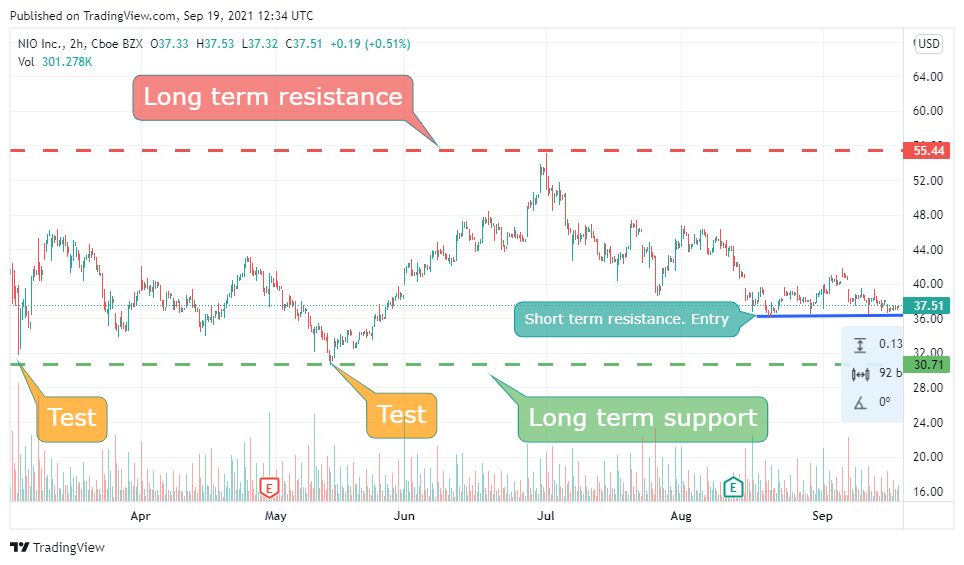 Published on TradingView.com, Sep 19, 2021 12:34 UTC
NIO Inc., 2h, Cboe BZX O37.33 H37.53 L37.32 C37.51 +0.19 (+0.51%)
Vol 301.278K
USD
Long term resistance
64.00
60.00
55.44
52.00
48.00
44.00
40.00
37.51
Short term resistance. Entry
36.00
0.13
32.00
30.71
92 b
28.00
Test
Test
Long term support
0º
24.00
20.00
E
E
16.00
Apr May Jun Jul Aug Sep
TradingView